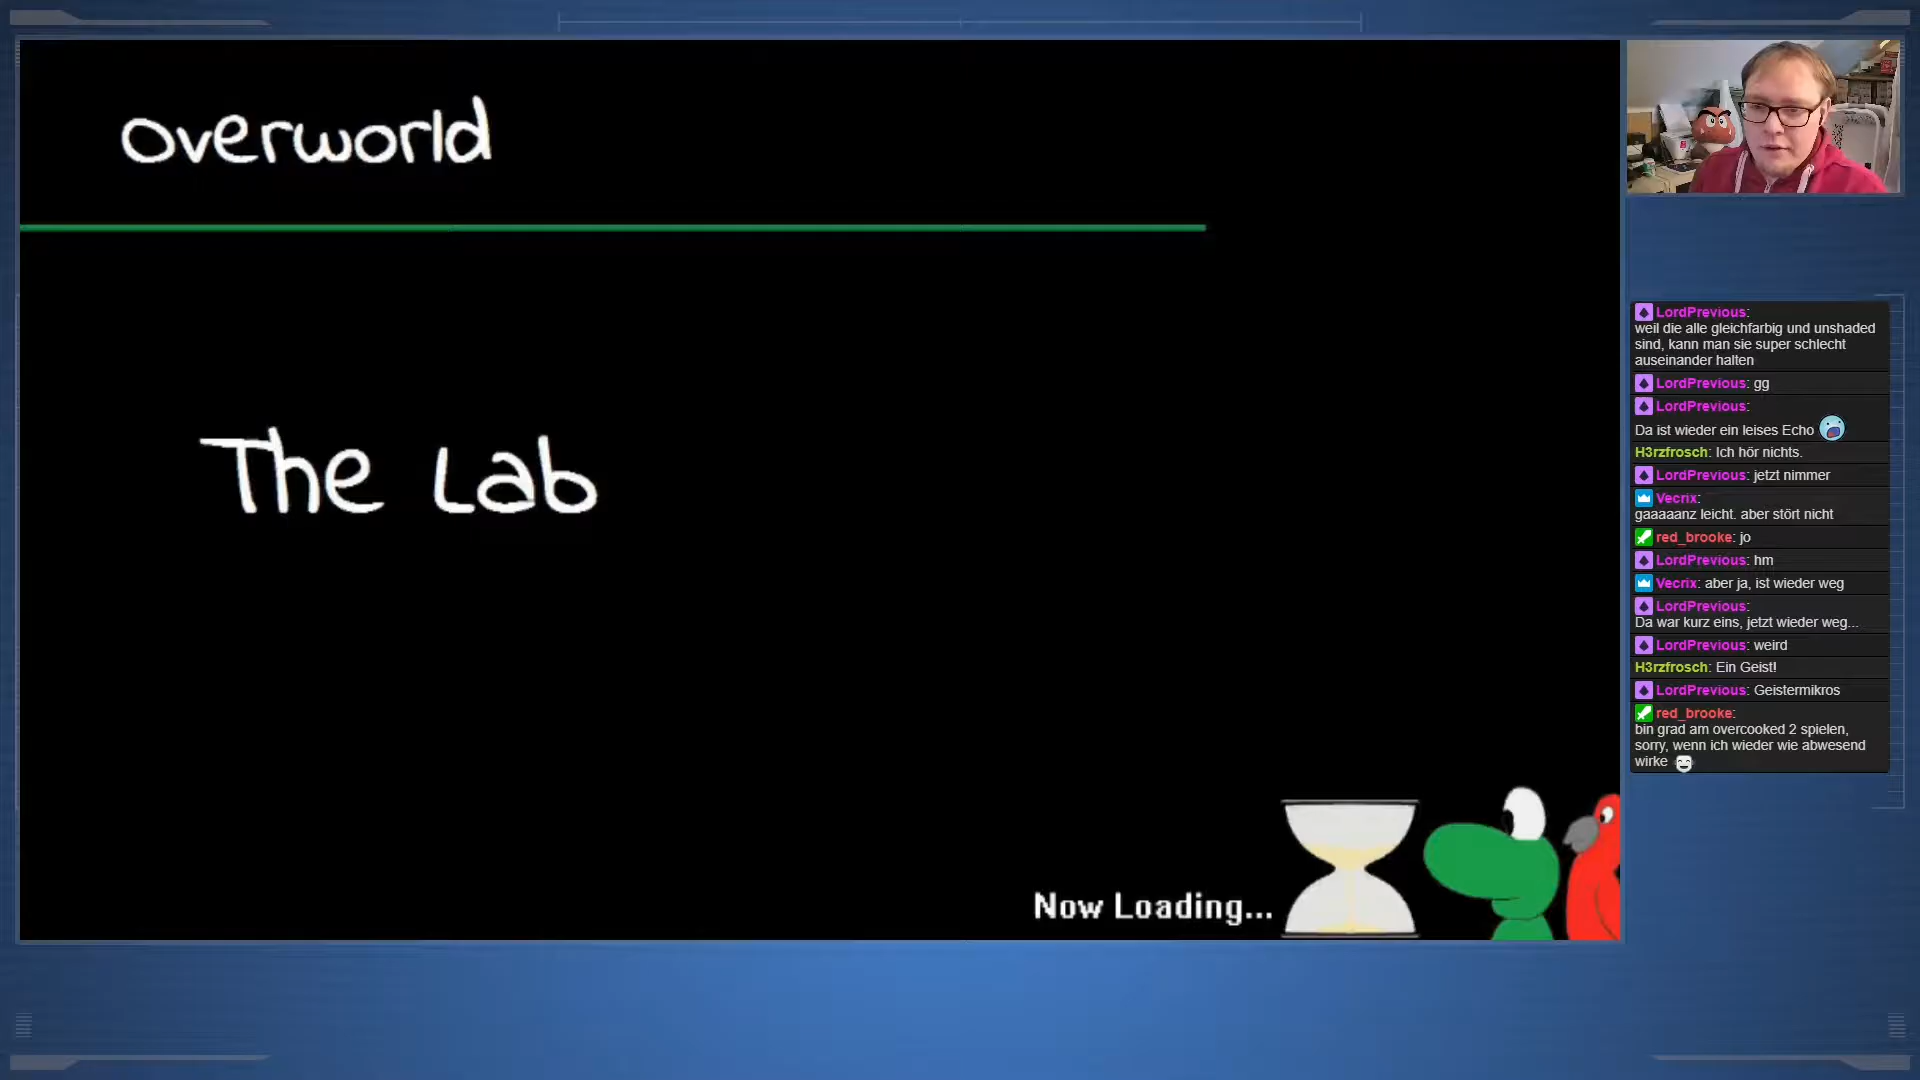 overworld
The Lab
Now Loading...
LordPrevious:
weil die alle gleichfarbig und unshaded
sind, kann man sie super schlecht
auseinander halten
LordPrevious: gg
LordPrevious:
Da ist wieder ein leises Echo
H3rzfrosch: Ich hör nichts.
LordPrevious: jetzt nimmer
Vecrix:
gaaaaanz leicht. aber stört nicht
red_brooke: jo
LordPrevious: hm
Vecrix: aber ja, ist wieder weg
LordPrevious:
Da war kurz eins, jetzt wieder weg...
LordPrevious: weird
H3rzfrosch: Ein Geist!
LordPrevious: Geistermikros
red_brooke:
bin grad am overcooked 2 spielen,
sorry, wenn ich wieder wie abwesend
wirke